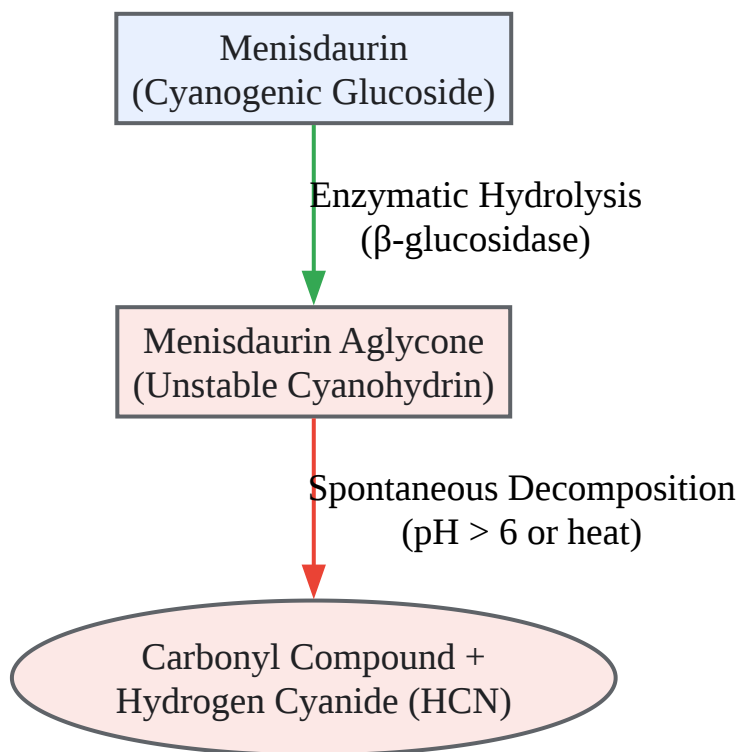 Menisdaurin
(Cyanogenic Glucoside)
Enzymatic Hydrolysis
(β-glucosidase)
Menisdaurin Aglycone
(Unstable Cyanohydrin)
Spontaneous Decomposition
(pH > 6 or heat)
Carbonyl Compound +
Hydrogen Cyanide (HCN)